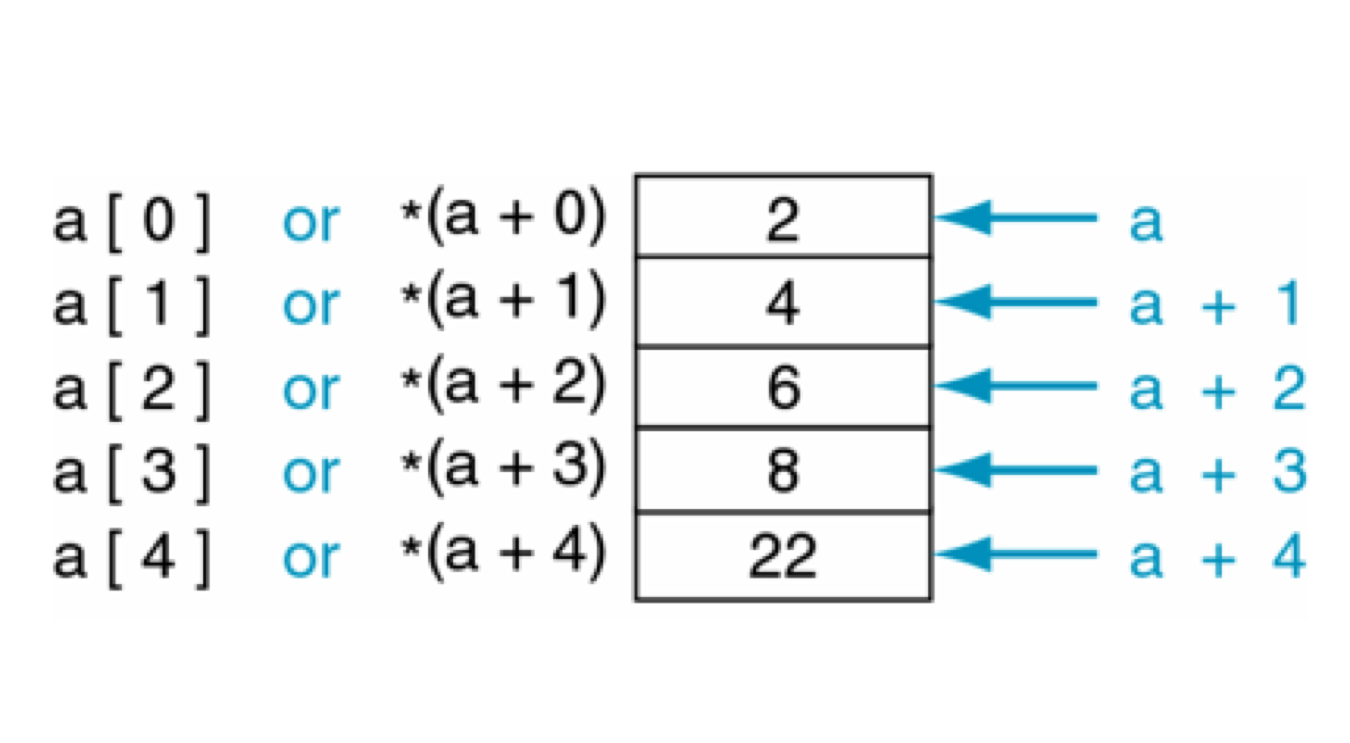 a[0] or *(a + 0) 2 a
a[1] or *(a + 1) 4 a + 1
a[2] or *(a + 2) 6 a + 2
a[3] or *(a + 3) 8 a + 3
a[4] or *(a + 4) 22 a + 4